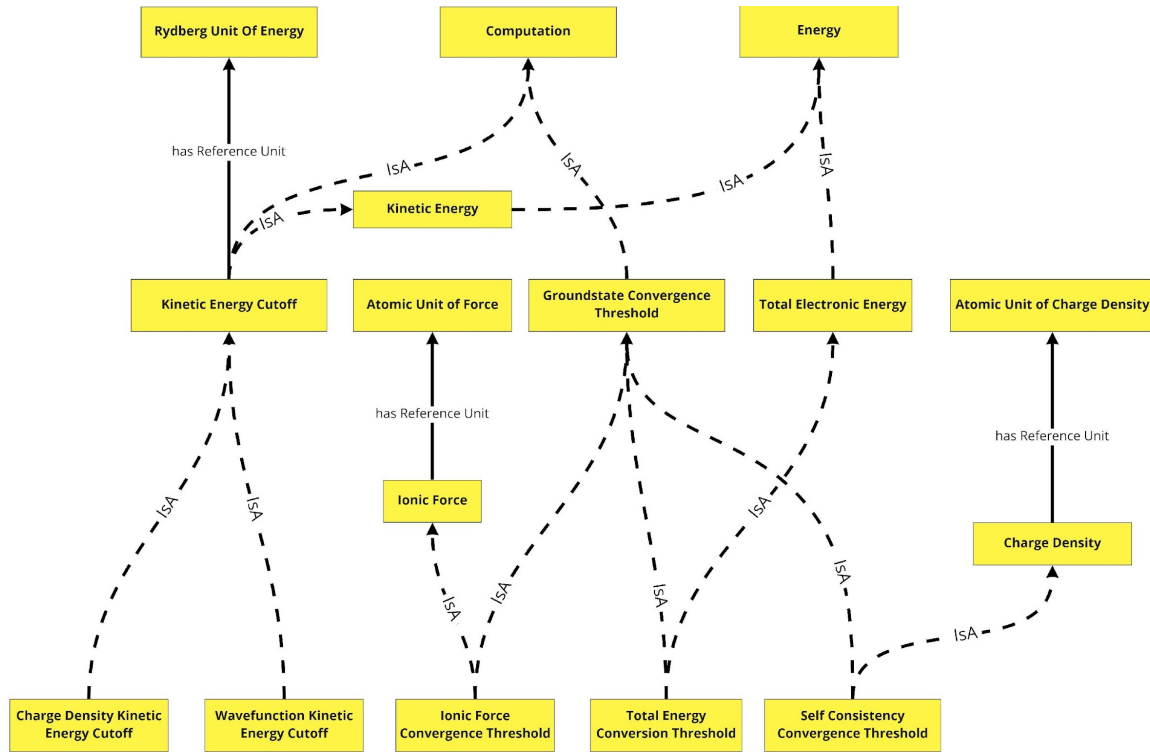 Rydberg Unit Of Energy
Computation
Energy
has Reference Unit
IsA
IsA
IsA
IsA
IsA
Kinetic Energy
Kinetic Energy Cutoff
Atomic Unit of Force
Groundstate Convergence
Threshold
Total Electronic Energy
Atomic Unit of Charge Density
has Reference Unit
has Reference Unit
Ionic Force
IsA
IsA
IsA
Charge Density
IsA
IsA
IsA
IsA
IsA
Charge Density Kinetic
Energy Cutoff
Wavefunction Kinetic
Energy Cutoff
Ionic Force
Convergence Threshold
Total Energy
Conversion Threshold
Self Consistency
Convergence Threshold